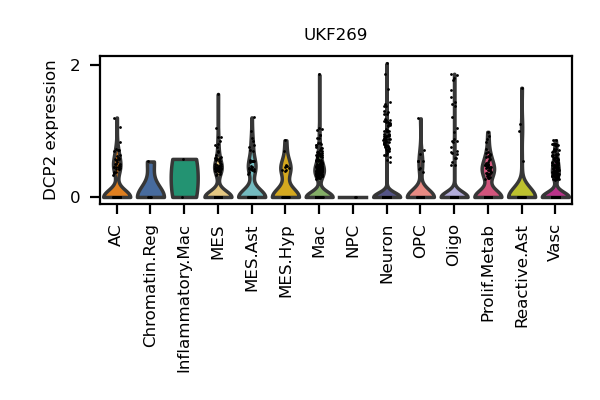 UKF269
DCP2 expression
2
0
AC
Chromatin.Reg
Inflammatory.Mac
MES
MES.Ast
MES.Hyp
Mac
NPC
Neuron
OPC
Oligo
Prolif.Metab
Reactive.Ast
Vasc